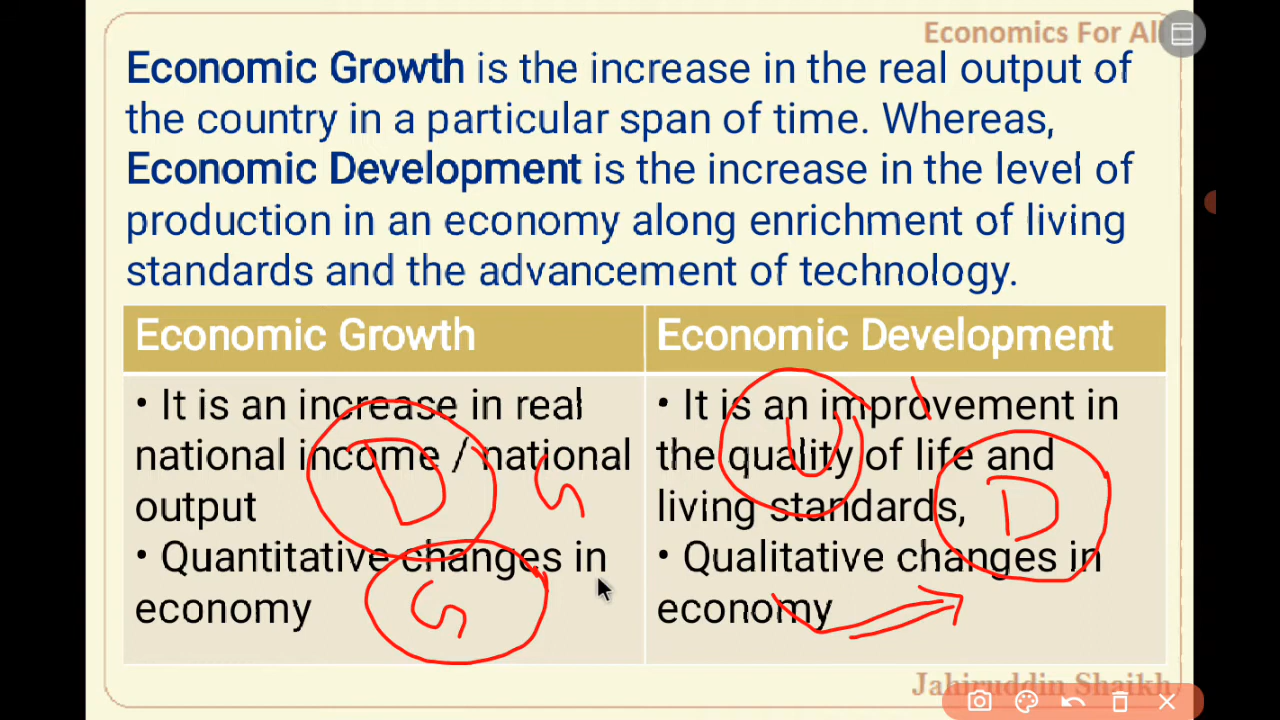 Economics For All
Economic Growth is the increase in the real output of
the country in a particular span of time. Whereas,
Economic Development is the increase in the level of
production in an economy along enrichment of living
standards and the advancement of technology.
Economic Growth
• It is an increase in real
national income / national
output
• Quantitative changes in
economy
Economic Development
• It is an improvement in
the quality of life and
living standards,
• Qualitative changes in
economy
D
G
G
U
D
Jahiruddin Shaikh